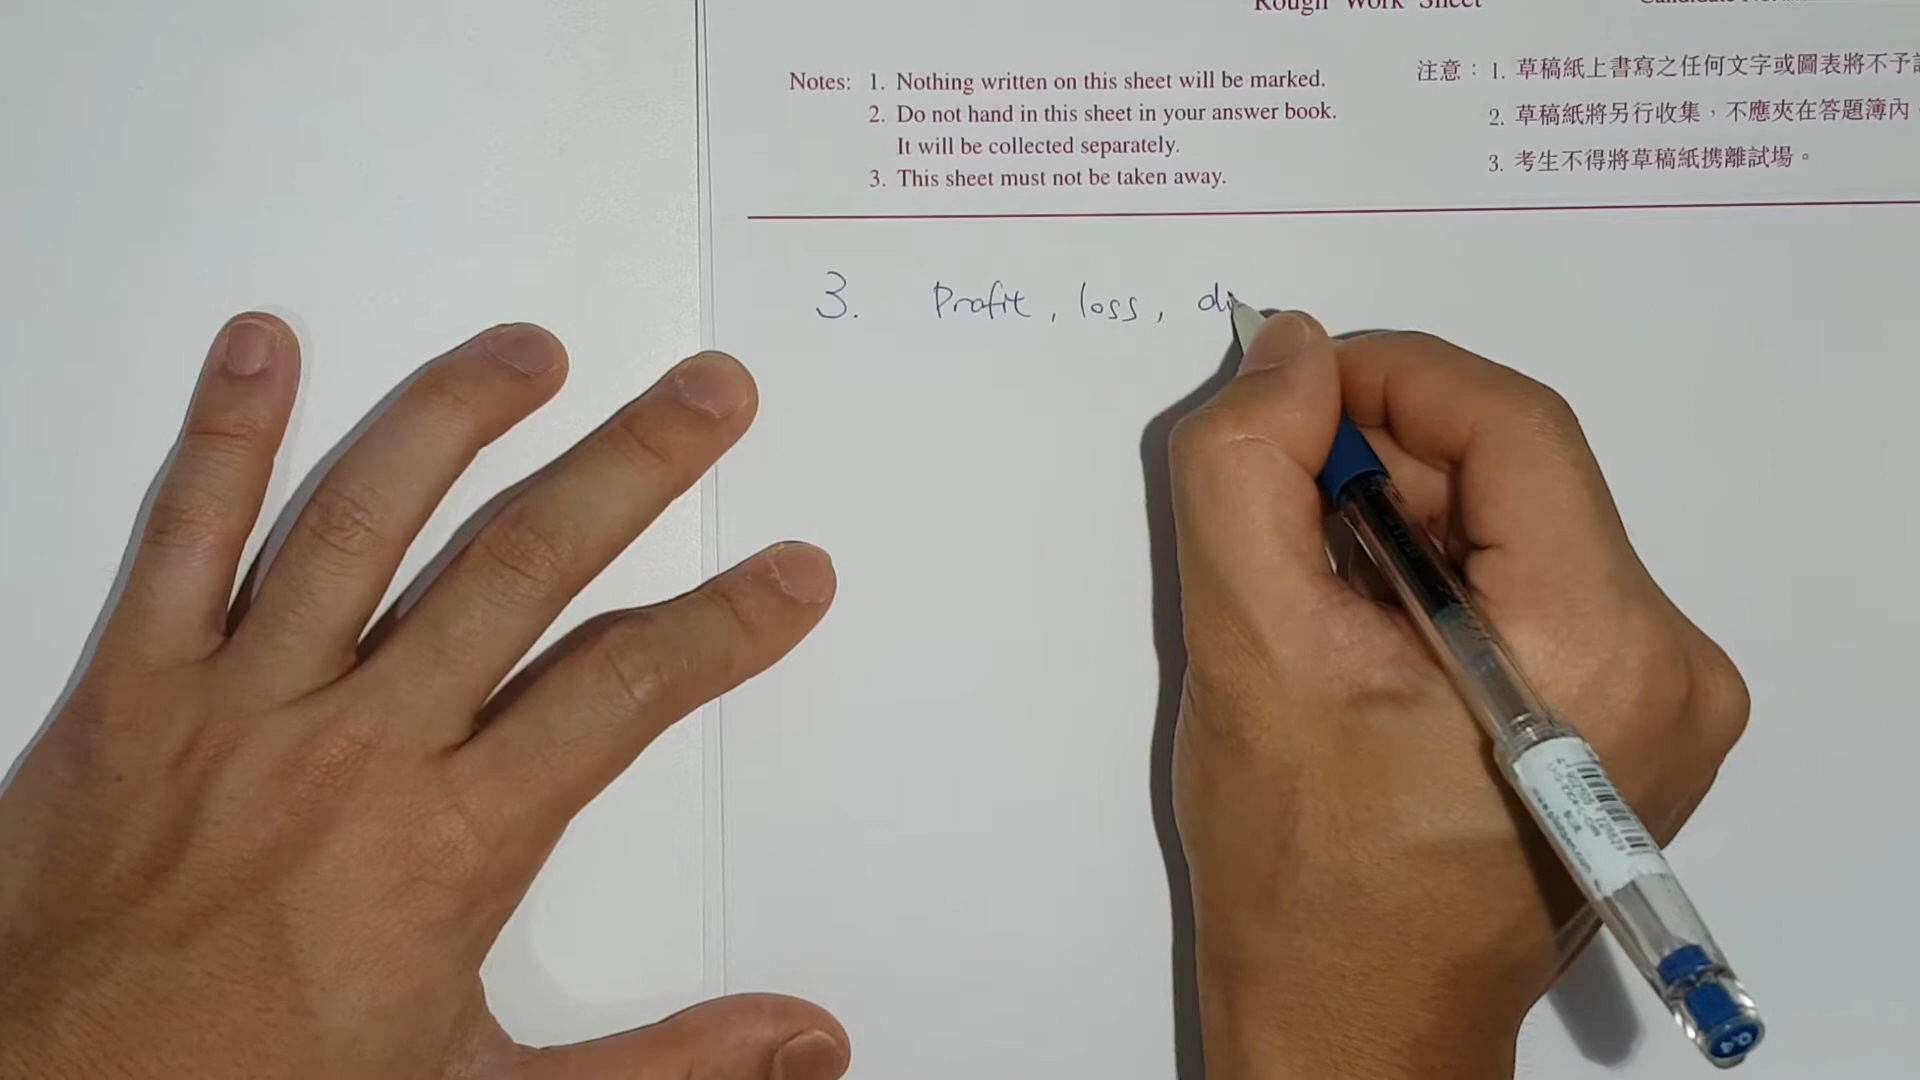 Rough Work Sheet
Notes: 1. Nothing written on this sheet will be marked.
2. Do not hand in this sheet in your answer book.
It will be collected separately.
3. This sheet must not be taken away.
注意：1. 草稿紙上書寫之任何文字或圖表將不予
2. 草稿紙將另行收集，不應夾在答題簿內。
3. 考生不得將草稿紙携離試場。
3. Profit, loss, di
0.4